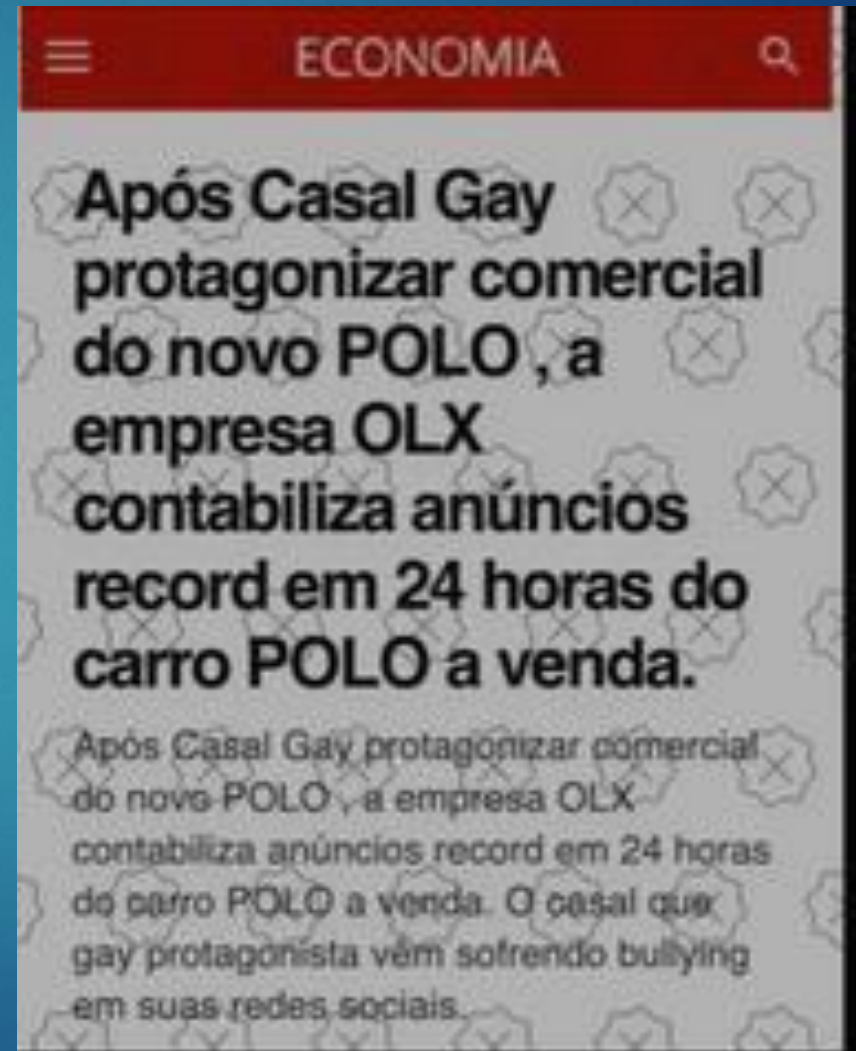 ECONOMIA
Após Casal Gay
protagonizar comercial
do novo POLO , a
empresa OLX
contabiliza anúncios
record em 24 horas do
carro POLO a venda.
Após Casal Gay protagonizar comercial
do novo POLO , a empresa OLX
contabiliza anúncios record em 24 horas
do carro POLO a venda. O casal que
gay protagonista vêm sofrendo bullying
em suas redes sociais.